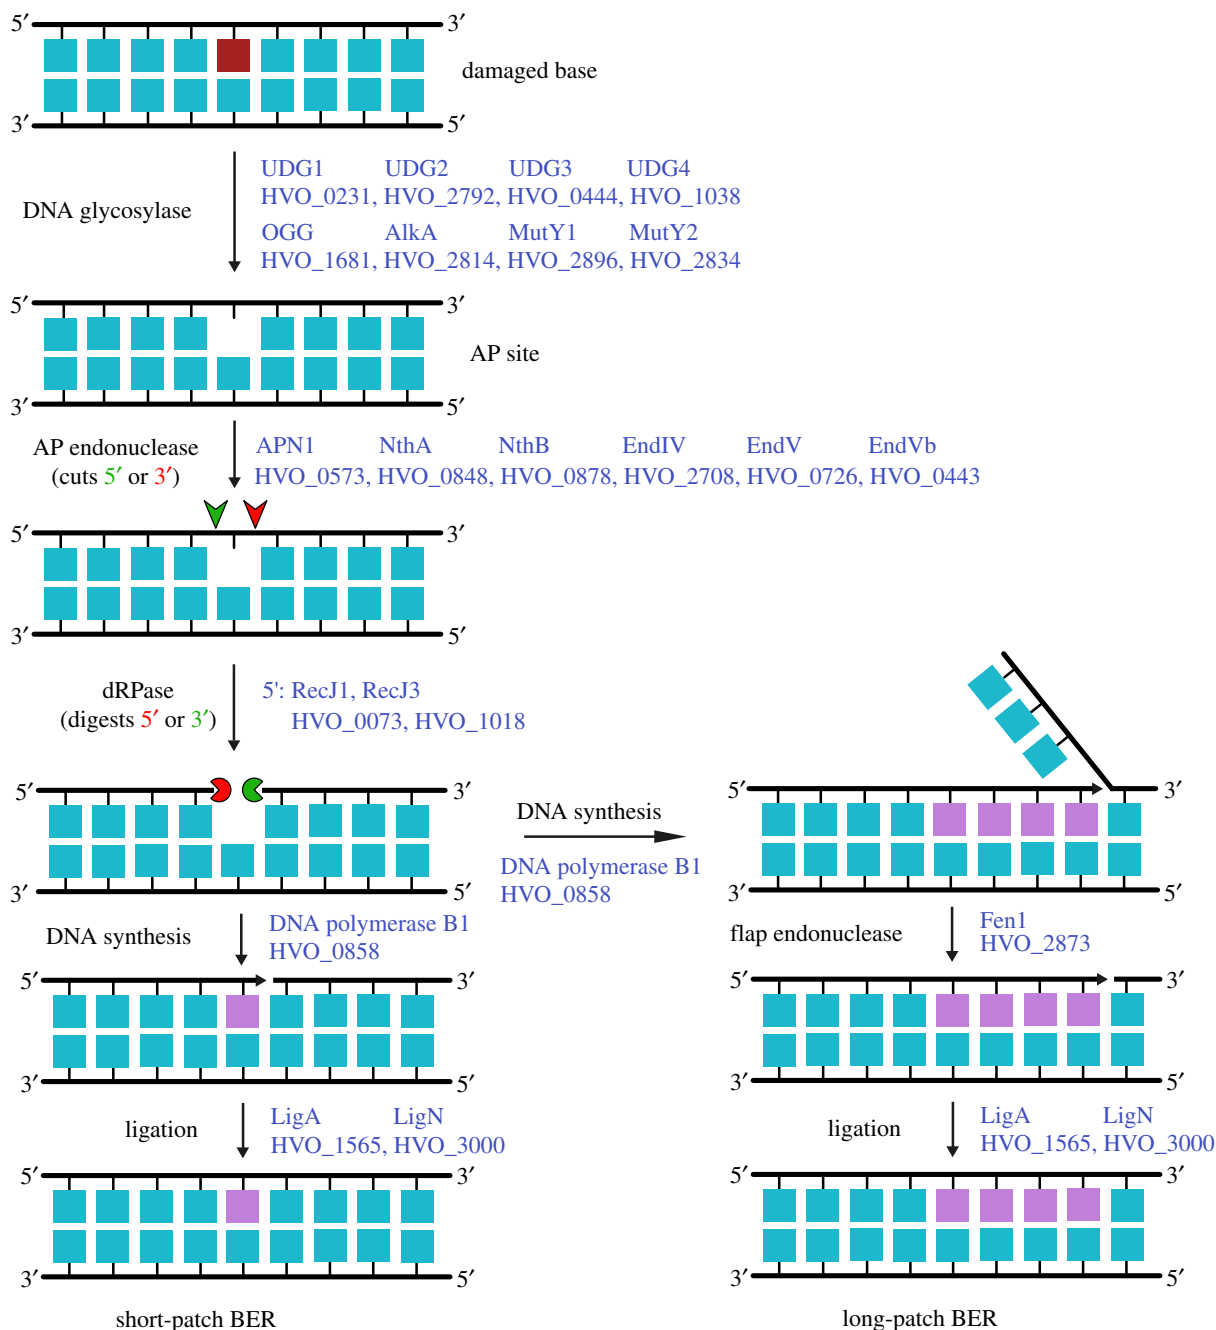 5′ 3′
damaged base
3′ 5′
UDG1 UDG2 UDG3 UDG4
HVO_0231, HVO_2792, HVO_0444, HVO_1038
DNA glycosylase
OGG AlkA MutY1 MutY2
HVO_1681, HVO_2814, HVO_2896, HVO_2834
5′ 3′
AP site
3′ 5′
AP endonuclease
(cuts 5′ or 3′)
APN1 NthA NthB EndIV EndV EndVb
HVO_0573, HVO_0848, HVO_0878, HVO_2708, HVO_0726, HVO_0443
5′ 3′
3′ 5′
dRPase
(digests 5′ or 3′)
5': RecJ1, RecJ3
HVO_0073, HVO_1018
5′ 3′
3′ 5′
DNA synthesis
DNA polymerase B1
HVO_0858
5′ 3′
3′ 5′
DNA synthesis
DNA polymerase B1
HVO_0858
flap endonuclease
Fen1
HVO_2873
5′ 3′
3′ 5′
5′ 3′
3′ 5′
ligation
LigA LigN
HVO_1565, HVO_3000
ligation
LigA LigN
HVO_1565, HVO_3000
5′ 3′
3′ 5′
5′ 3′
3′ 5′
short-patch BER
long-patch BER